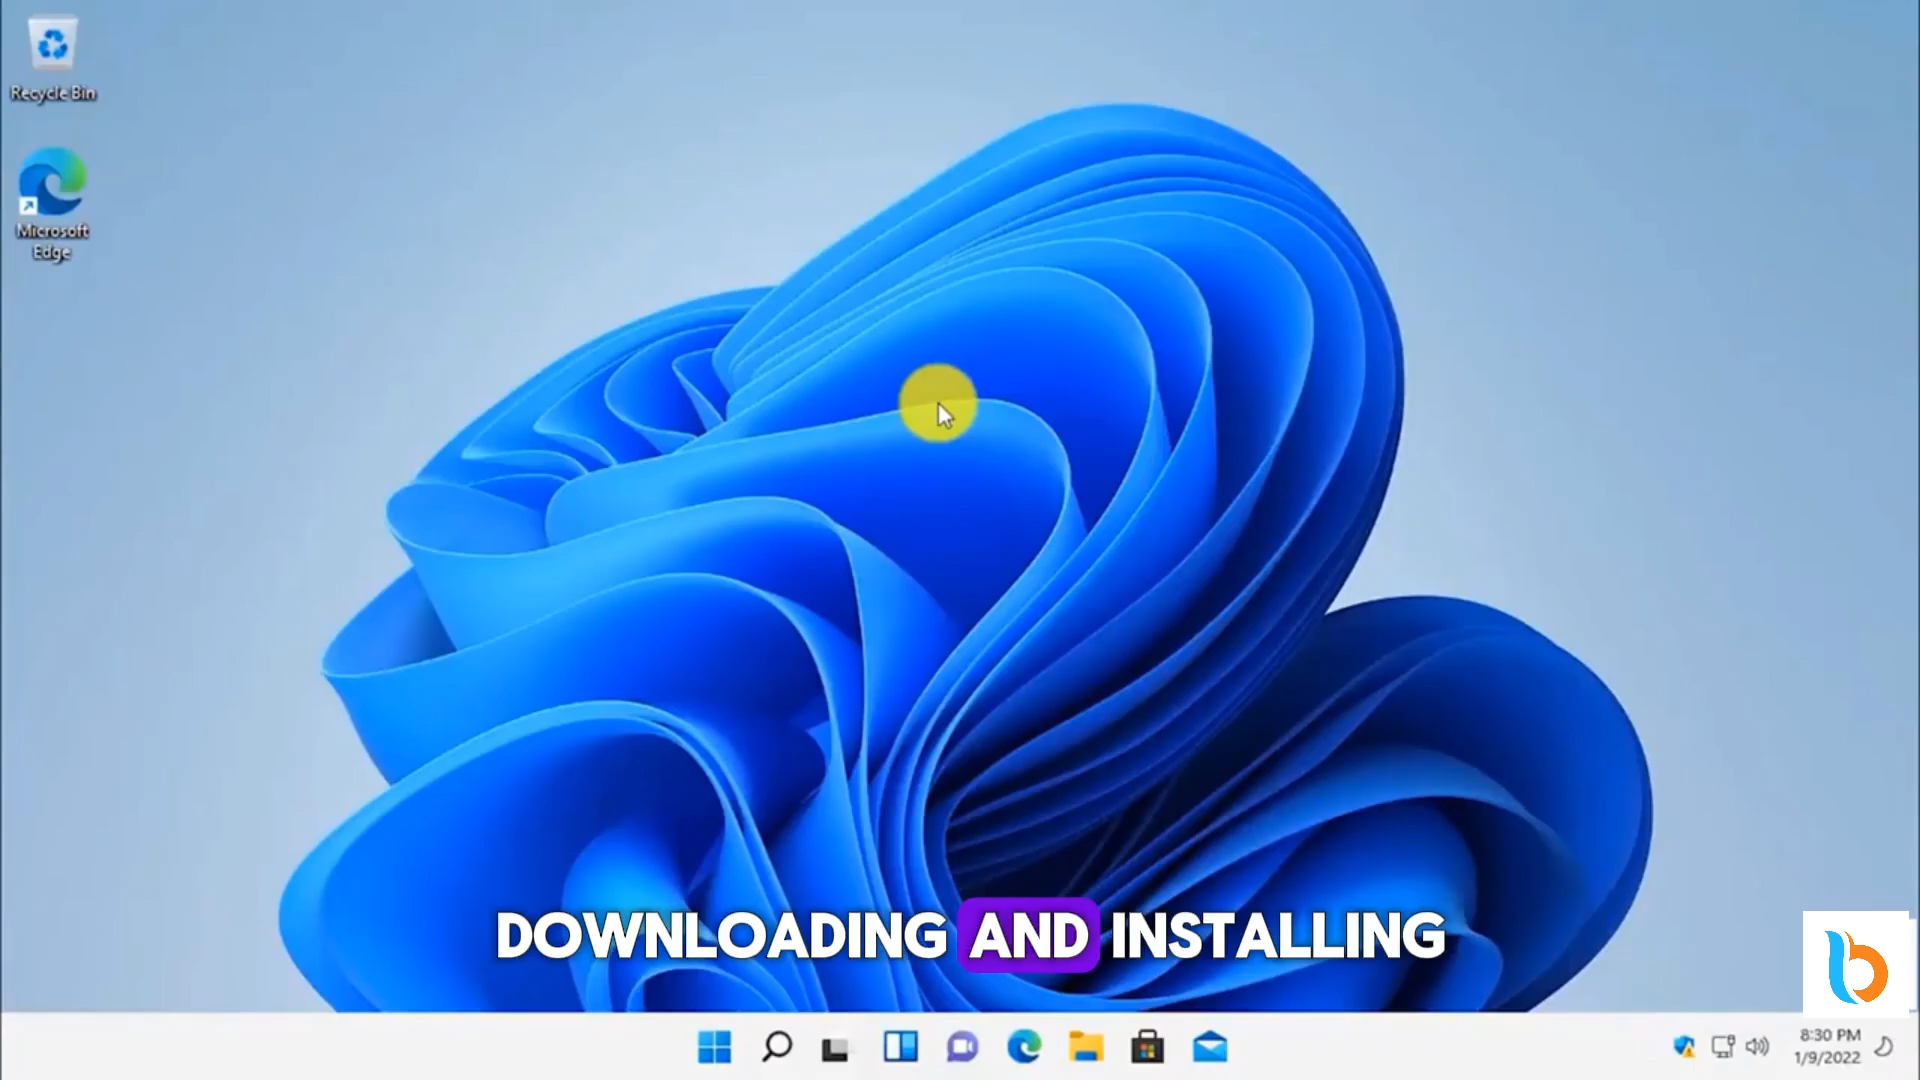 Recycle Bin
Microsoft
Edge
DOWNLOADING AND INSTALLING
8:30 PM
1/9/2022